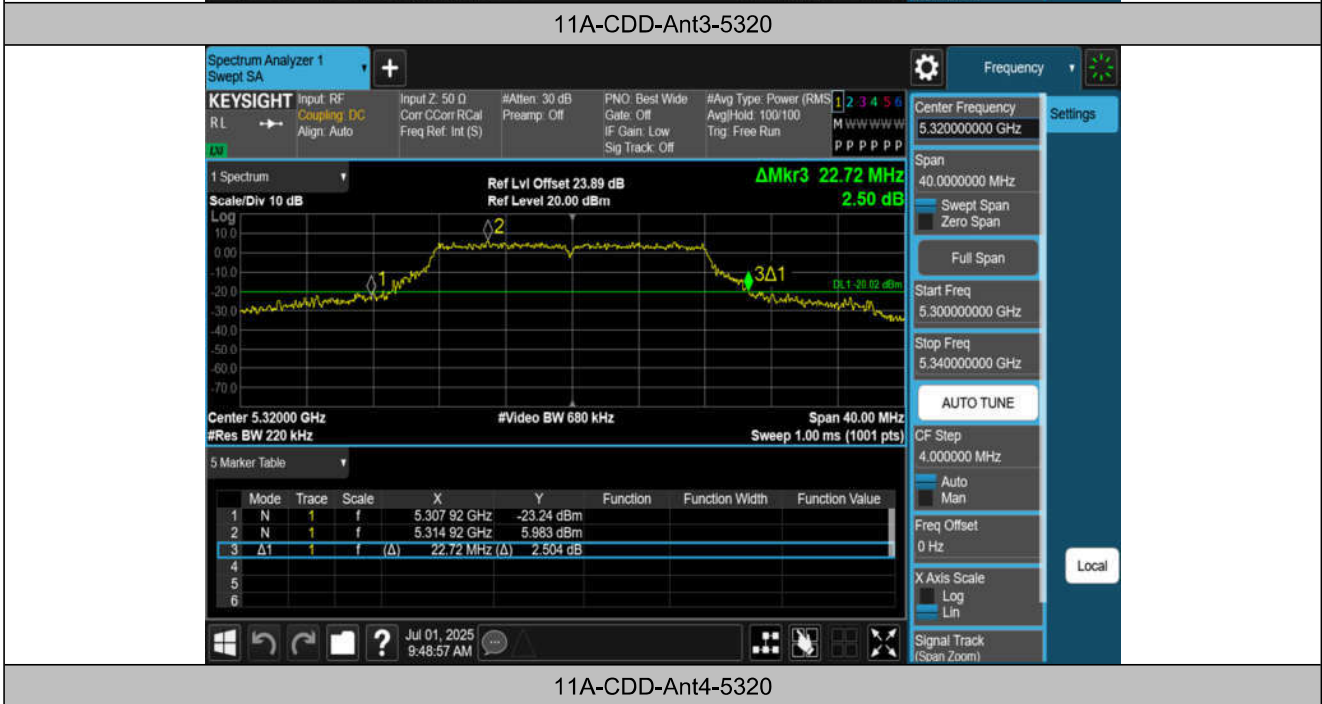 11A-CDD-Ant3-5320
Spectrum Analyzer 1
Swept SA
+
Frequency
KEYSIGHT
RL
LV
Input: RF
Coupling: DC
Align: Auto
Input Z: 50 Ω
Corr CCorr RCal
Freq Ref: Int (S)
#Atten: 30 dB
Preamp: Off
PNO: Best Wide
Gate: Off
IF Gain: Low
Sig Track: Off
#Avg Type: Power (RMS
Avg|Hold: 100/100
Trig: Free Run
1 2 3 4 5 6
M W W W W W
P P P P P P
Center Frequency
5.320000000 GHz
Settings
1 Spectrum
Scale/Div 10 dB
Ref Lvl Offset 23.89 dB
Ref Level 20.00 dBm
ΔMkr3 22.72 MHz
2.50 dB
Log
10.0
0.00
-10.0
-20.0
-30.0
-40.0
-50.0
-60.0
-70.0
1
2
3Δ1
DL1 -20.02 dBm
Center 5.32000 GHz
#Res BW 220 kHz
#Video BW 680 kHz
Span 40.00 MHz
Sweep 1.00 ms (1001 pts)
Span
40.0000000 MHz
Swept Span
Zero Span
Full Span
Start Freq
5.300000000 GHz
Stop Freq
5.340000000 GHz
AUTO TUNE
CF Step
4.000000 MHz
Auto
Man
Freq Offset
0 Hz
X Axis Scale
Log
Lin
Signal Track
(Span Zoom)
Local
5 Marker Table
Mode Trace Scale X Y Function Function Width Function Value
1 N 1 f 5.307 92 GHz -23.24 dBm
2 N 1 f 5.314 92 GHz 5.983 dBm
3 Δ1 1 f (Δ) 22.72 MHz (Δ) 2.504 dB
4
5
6
?
Jul 01, 2025
9:48:57 AM
11A-CDD-Ant4-5320